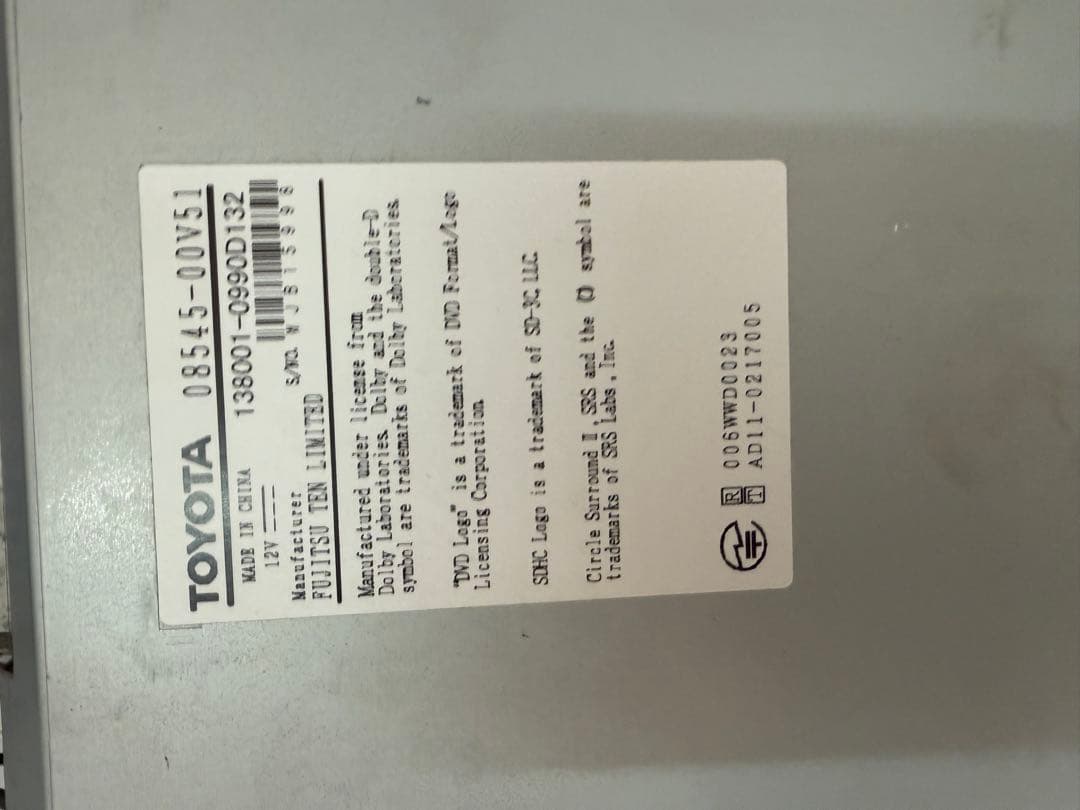 TOYOTA 08545-00V51
MADE IN CHINA 138001-0990D132
12V
S/NO.
Manufacturer
FUJITSU TEN LIMITED
Manufactured under license from
Dolby Laboratories. Dolby and the double-D
symbol are trademarks of Dolby Laboratories.
"DVD Logo" is a trademark of DVD Format/Logo
Licensing Corporation.
SDHC Logo is a trademark of SD-3C, LLC.
Circle Surround II, SRS and the (O) symbol are
trademarks of SRS Labs, Inc.
R 006WWD0023
T AD11-0217005